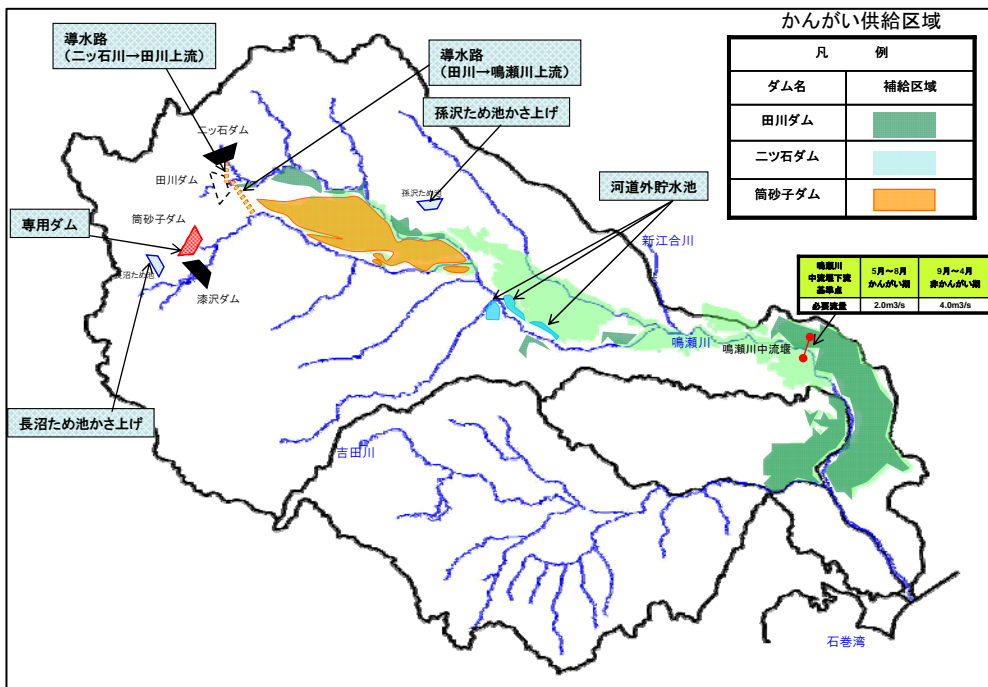 かんがい供給区域
凡　　例
ダム名　補給区域
田川ダム
二ッ石ダム
筒砂子ダム
導水路
（二ッ石川→田川上流）
導水路
（田川→鳴瀬川上流）
孫沢ため池かさ上げ
二ッ石ダム
田川ダム
孫沢ため池
河道外貯水池
専用ダム
筒砂子ダム
長沼ため池
漆沢ダム
新江合川
鳴瀬川
中流堰下流
基準点
5月～8月
かんがい期
9月～4月
非かんがい期
必要流量　2.0m3/s　4.0m3/s
鳴瀬川
鳴瀬川中流堰
長沼ため池かさ上げ
吉田川
石巻湾